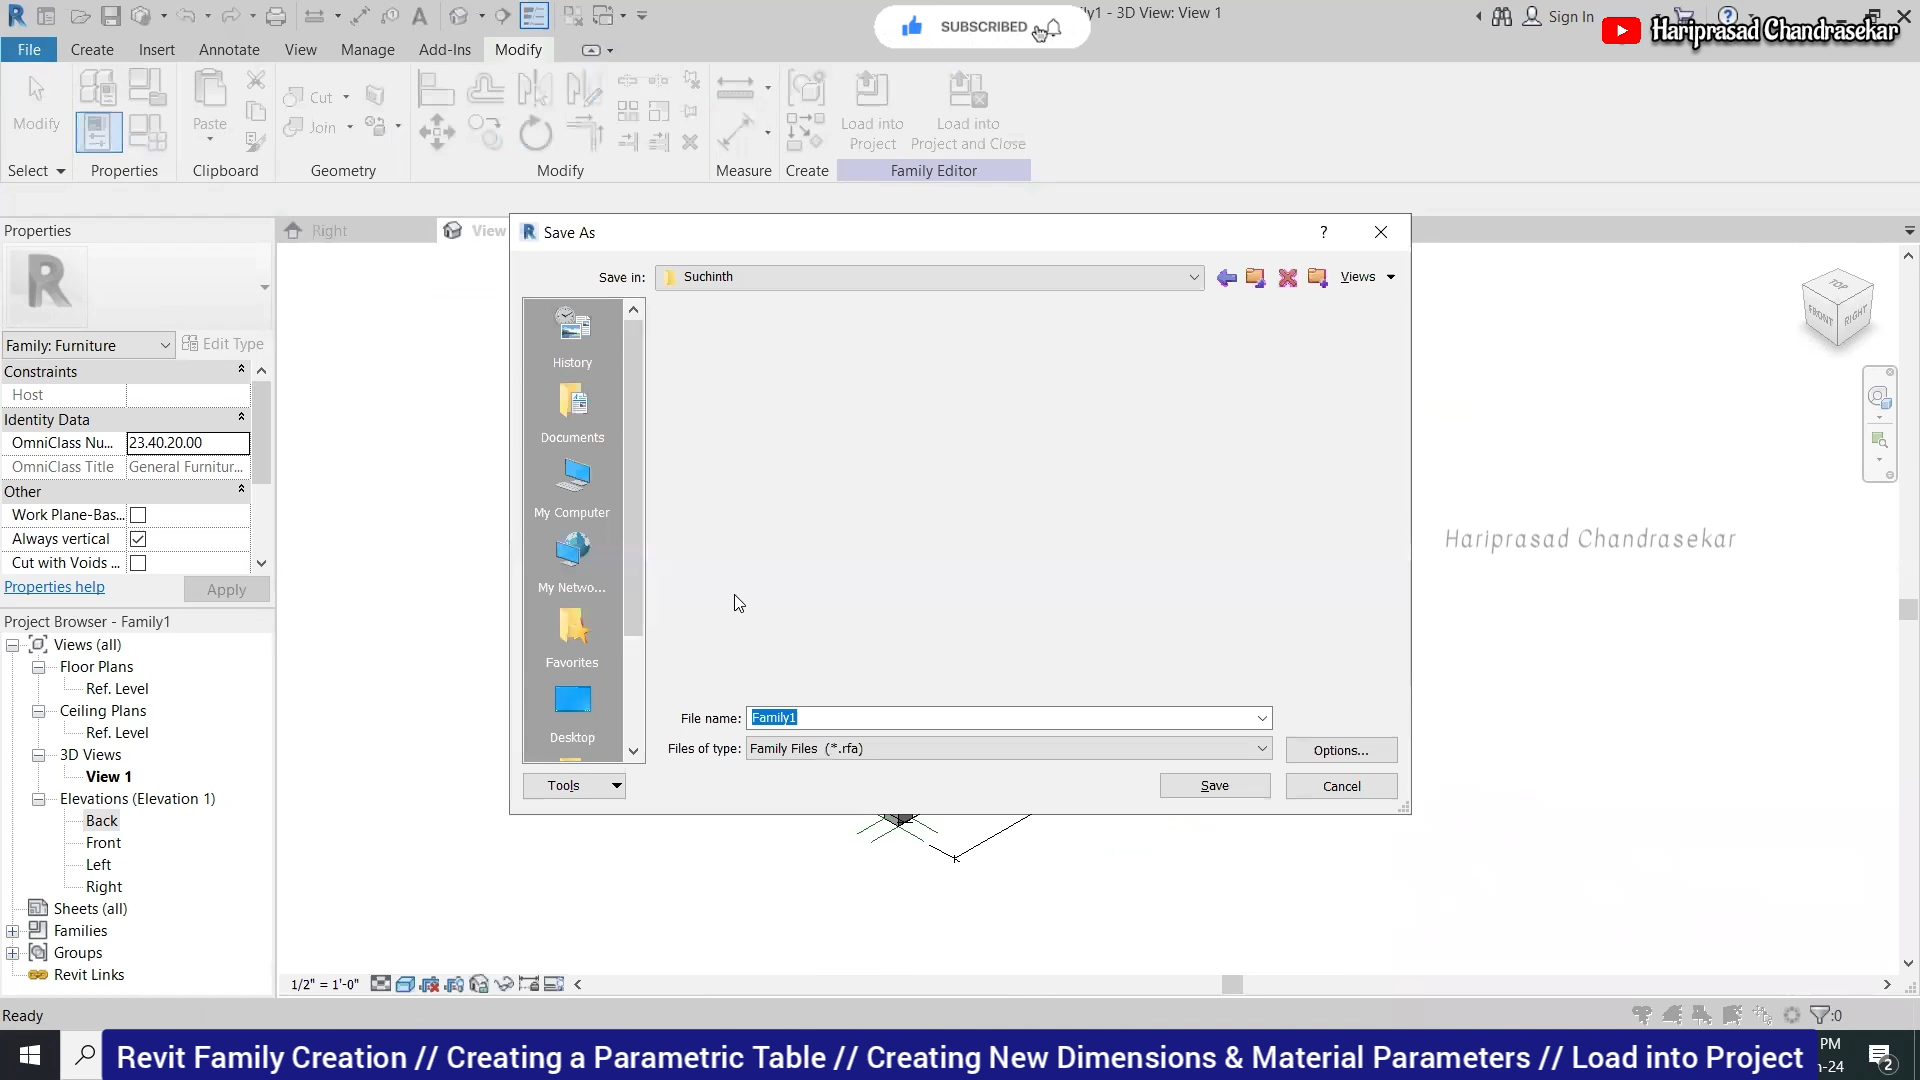 ly1 - 3D View: View 1
SUBSCRIBED
Sign In
Hariprasad Chandrasekar
File
Create
Insert
Annotate
View
Manage
Add-Ins
Modify
Modify
Paste
Cut
Join
Load into
Project
Load into
Project and Close
Select
Properties
Clipboard
Geometry
Modify
Measure
Create
Family Editor
Properties
Right
View
R
Family: Furniture
Edit Type
Constraints
Host
Identity Data
OmniClass Nu...
23.40.20.00
OmniClass Title
General Furnitur...
Other
Work Plane-Bas...
Always vertical
Cut with Voids ...
Properties help
Apply
Project Browser - Family1
Views (all)
Floor Plans
Ref. Level
Ceiling Plans
Ref. Level
3D Views
View 1
Elevations (Elevation 1)
Back
Front
Left
Right
Sheets (all)
Families
Groups
Revit Links
Save As
Save in:
Suchinth
Views
History
Documents
My Computer
My Netwo...
Favorites
Desktop
File name:
Family1
Files of type:
Family Files (*.rfa)
Options...
Tools
Save
Cancel
TOP
FRONT
RIGHT
Hariprasad Chandrasekar
1/2" = 1'-0"
Ready
:0
Revit Family Creation // Creating a Parametric Table // Creating New Dimensions & Material Parameters // Load into Project
PM
-24
2